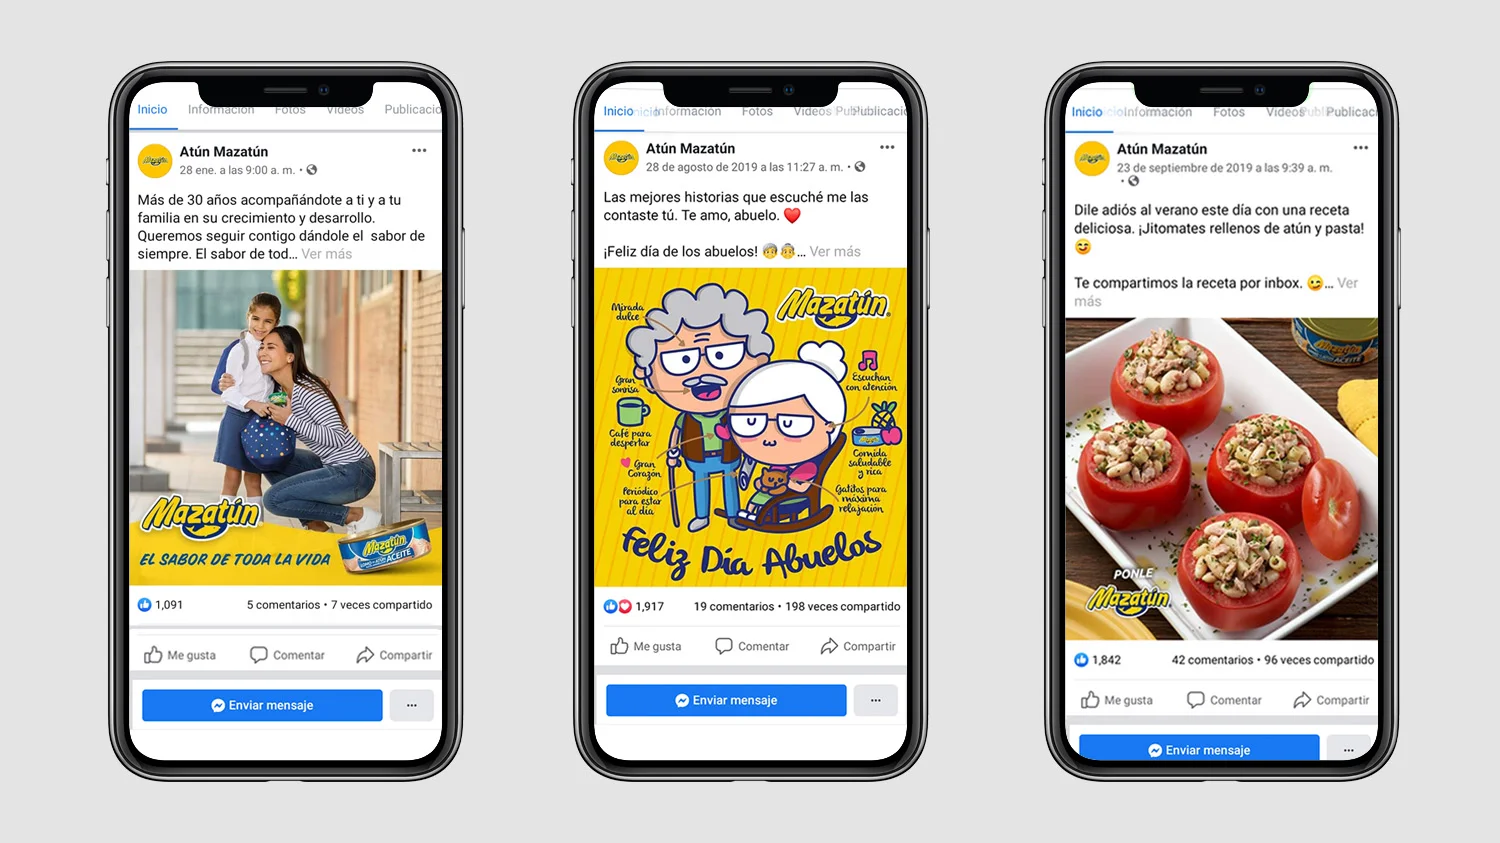 Inicio Información Fotos Videos Publicacio
Mazatún
Atún Mazatún
28 ene. a las 9:00 a. m. •
Más de 30 años acompañándote a ti y a tu
familia en su crecimiento y desarrollo.
Queremos seguir contigo dándole el sabor de
siempre. El sabor de tod... Ver más
Mazatún
EL SABOR DE TODA LA VIDA
Mazatún
ACEITE
1,091 5 comentarios • 7 veces compartido
Me gusta Comentar Compartir
Enviar mensaje ...
Inicio Información Fotos Videos Publicacio
Mazatún
Atún Mazatún
28 de agosto de 2019 a las 11:27 a. m. •
Las mejores historias que escuché me las
contaste tú. Te amo, abuelo. ❤️
¡Feliz día de los abuelos! 🧓👵... Ver más
Mazatún®
Mirada
dulce
Gran
sonrisa
Café para
despertar
Gran
Corazón
Periódico
para estar
al día
Escuchan
con atención
Comida
saludable
y rica
Gatitos para
máxima
relajación
Feliz Día Abuelos
1,917 19 comentarios • 198 veces compartido
Me gusta Comentar Compartir
Enviar mensaje ...
Inicio Información Fotos Videos Publicac
Mazatún
Atún Mazatún
23 de septiembre de 2019 a las 9:39 a. m.
•
Dile adiós al verano este día con una receta
deliciosa. ¡Jitomates rellenos de atún y pasta!
😋
Te compartimos la receta por inbox. 😉... Ver
más
Mazatún
ACEITE
PONLE
Mazatún
1,842 42 comentarios • 96 veces compartido
Me gusta Comentar Compartir
Enviar mensaje ...